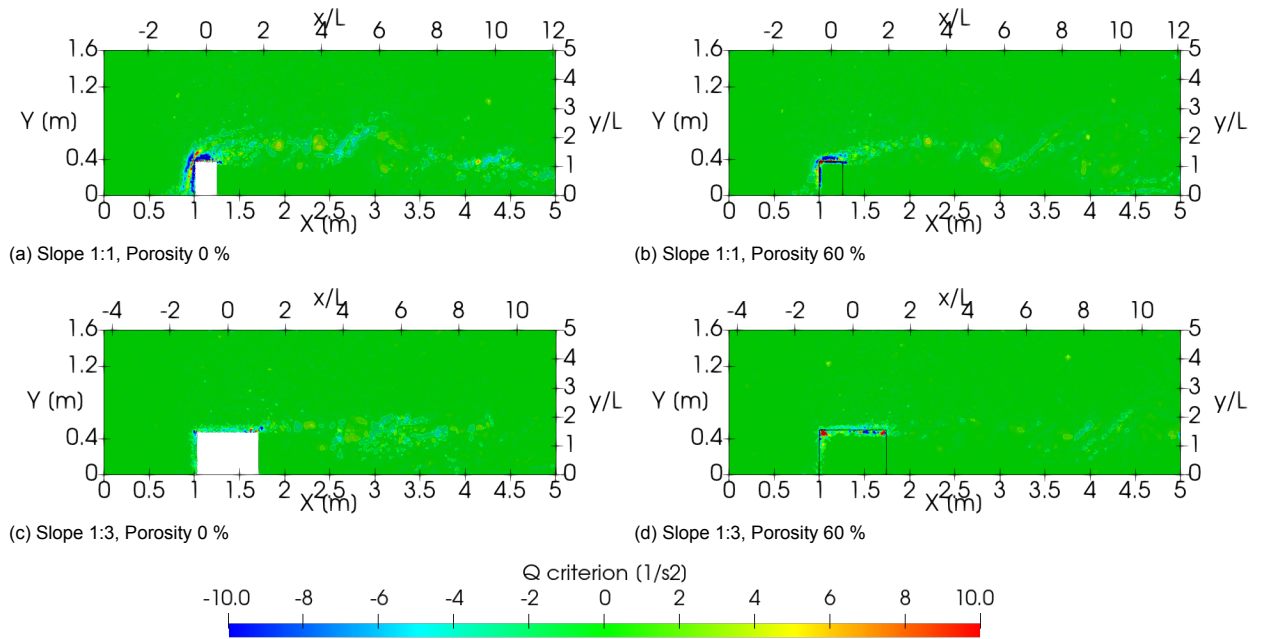 x/L x/L
-2 0 2 4 6 8 10 12 -2 0 2 4 6 8 10 12
1.6 5 1.6 5
4 4
1.2 1.2
3 3
Y (m) y/L Y (m) y/L
2 2
0.4 0.4
1 1
0 0 0 0
0 0.5 1 1.5 2 2.5 3 3.5 4 4.5 5 0 0.5 1 1.5 2 2.5 3 3.5 4 4.5 5
X (m) X (m)
(a) Slope 1:1, Porosity 0 % (b) Slope 1:1, Porosity 60 %
x/L x/L
-4 -2 0 2 4 6 8 10 -4 -2 0 2 4 6 8 10
1.6 5 1.6 5
4 4
1.2 1.2
3 3
Y (m) y/L Y (m) y/L
2 2
0.4 0.4
1 1
0 0 0 0
0 0.5 1 1.5 2 2.5 3 3.5 4 4.5 5 0 0.5 1 1.5 2 2.5 3 3.5 4 4.5 5
X (m) X (m)
(c) Slope 1:3, Porosity 0 % (d) Slope 1:3, Porosity 60 %
Q criterion (1/s2)
-10.0 -8 -6 -4 -2 0 2 4 6 8 10.0